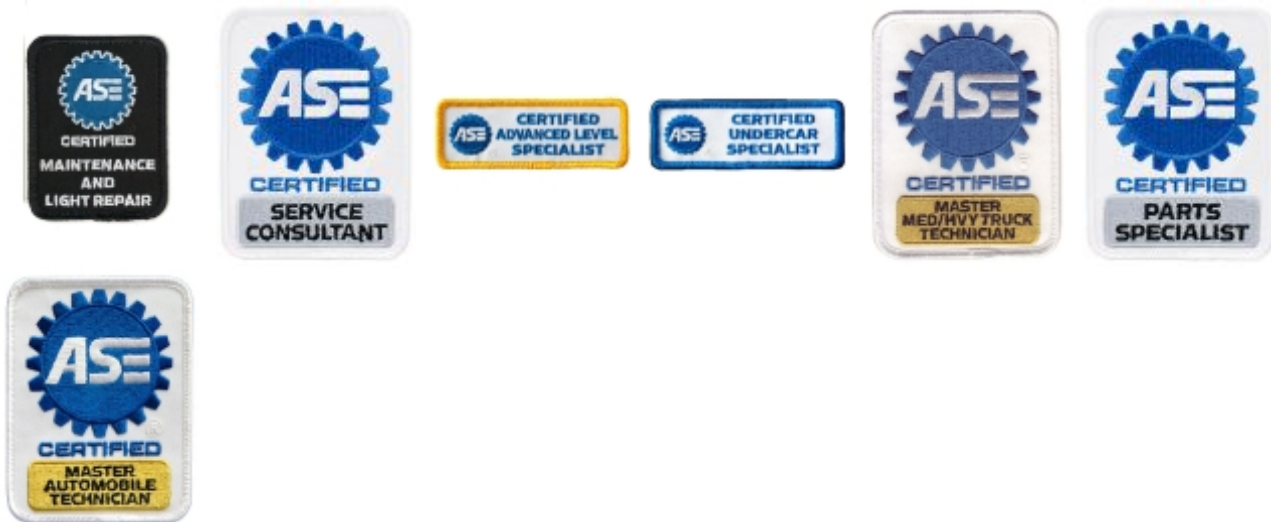 ASE
CERTIFIED
MAINTENANCE
AND
LIGHT REPAIR
ASE
CERTIFIED
SERVICE
CONSULTANT
ASE
CERTIFIED
ADVANCED LEVEL
SPECIALIST
ASE
CERTIFIED
UNDERCAR
SPECIALIST
ASE
CERTIFIED
MASTER
MED/HVY TRUCK
TECHNICIAN
ASE
CERTIFIED
PARTS
SPECIALIST
ASE
CERTIFIED
MASTER
AUTOMOBILE
TECHNICIAN